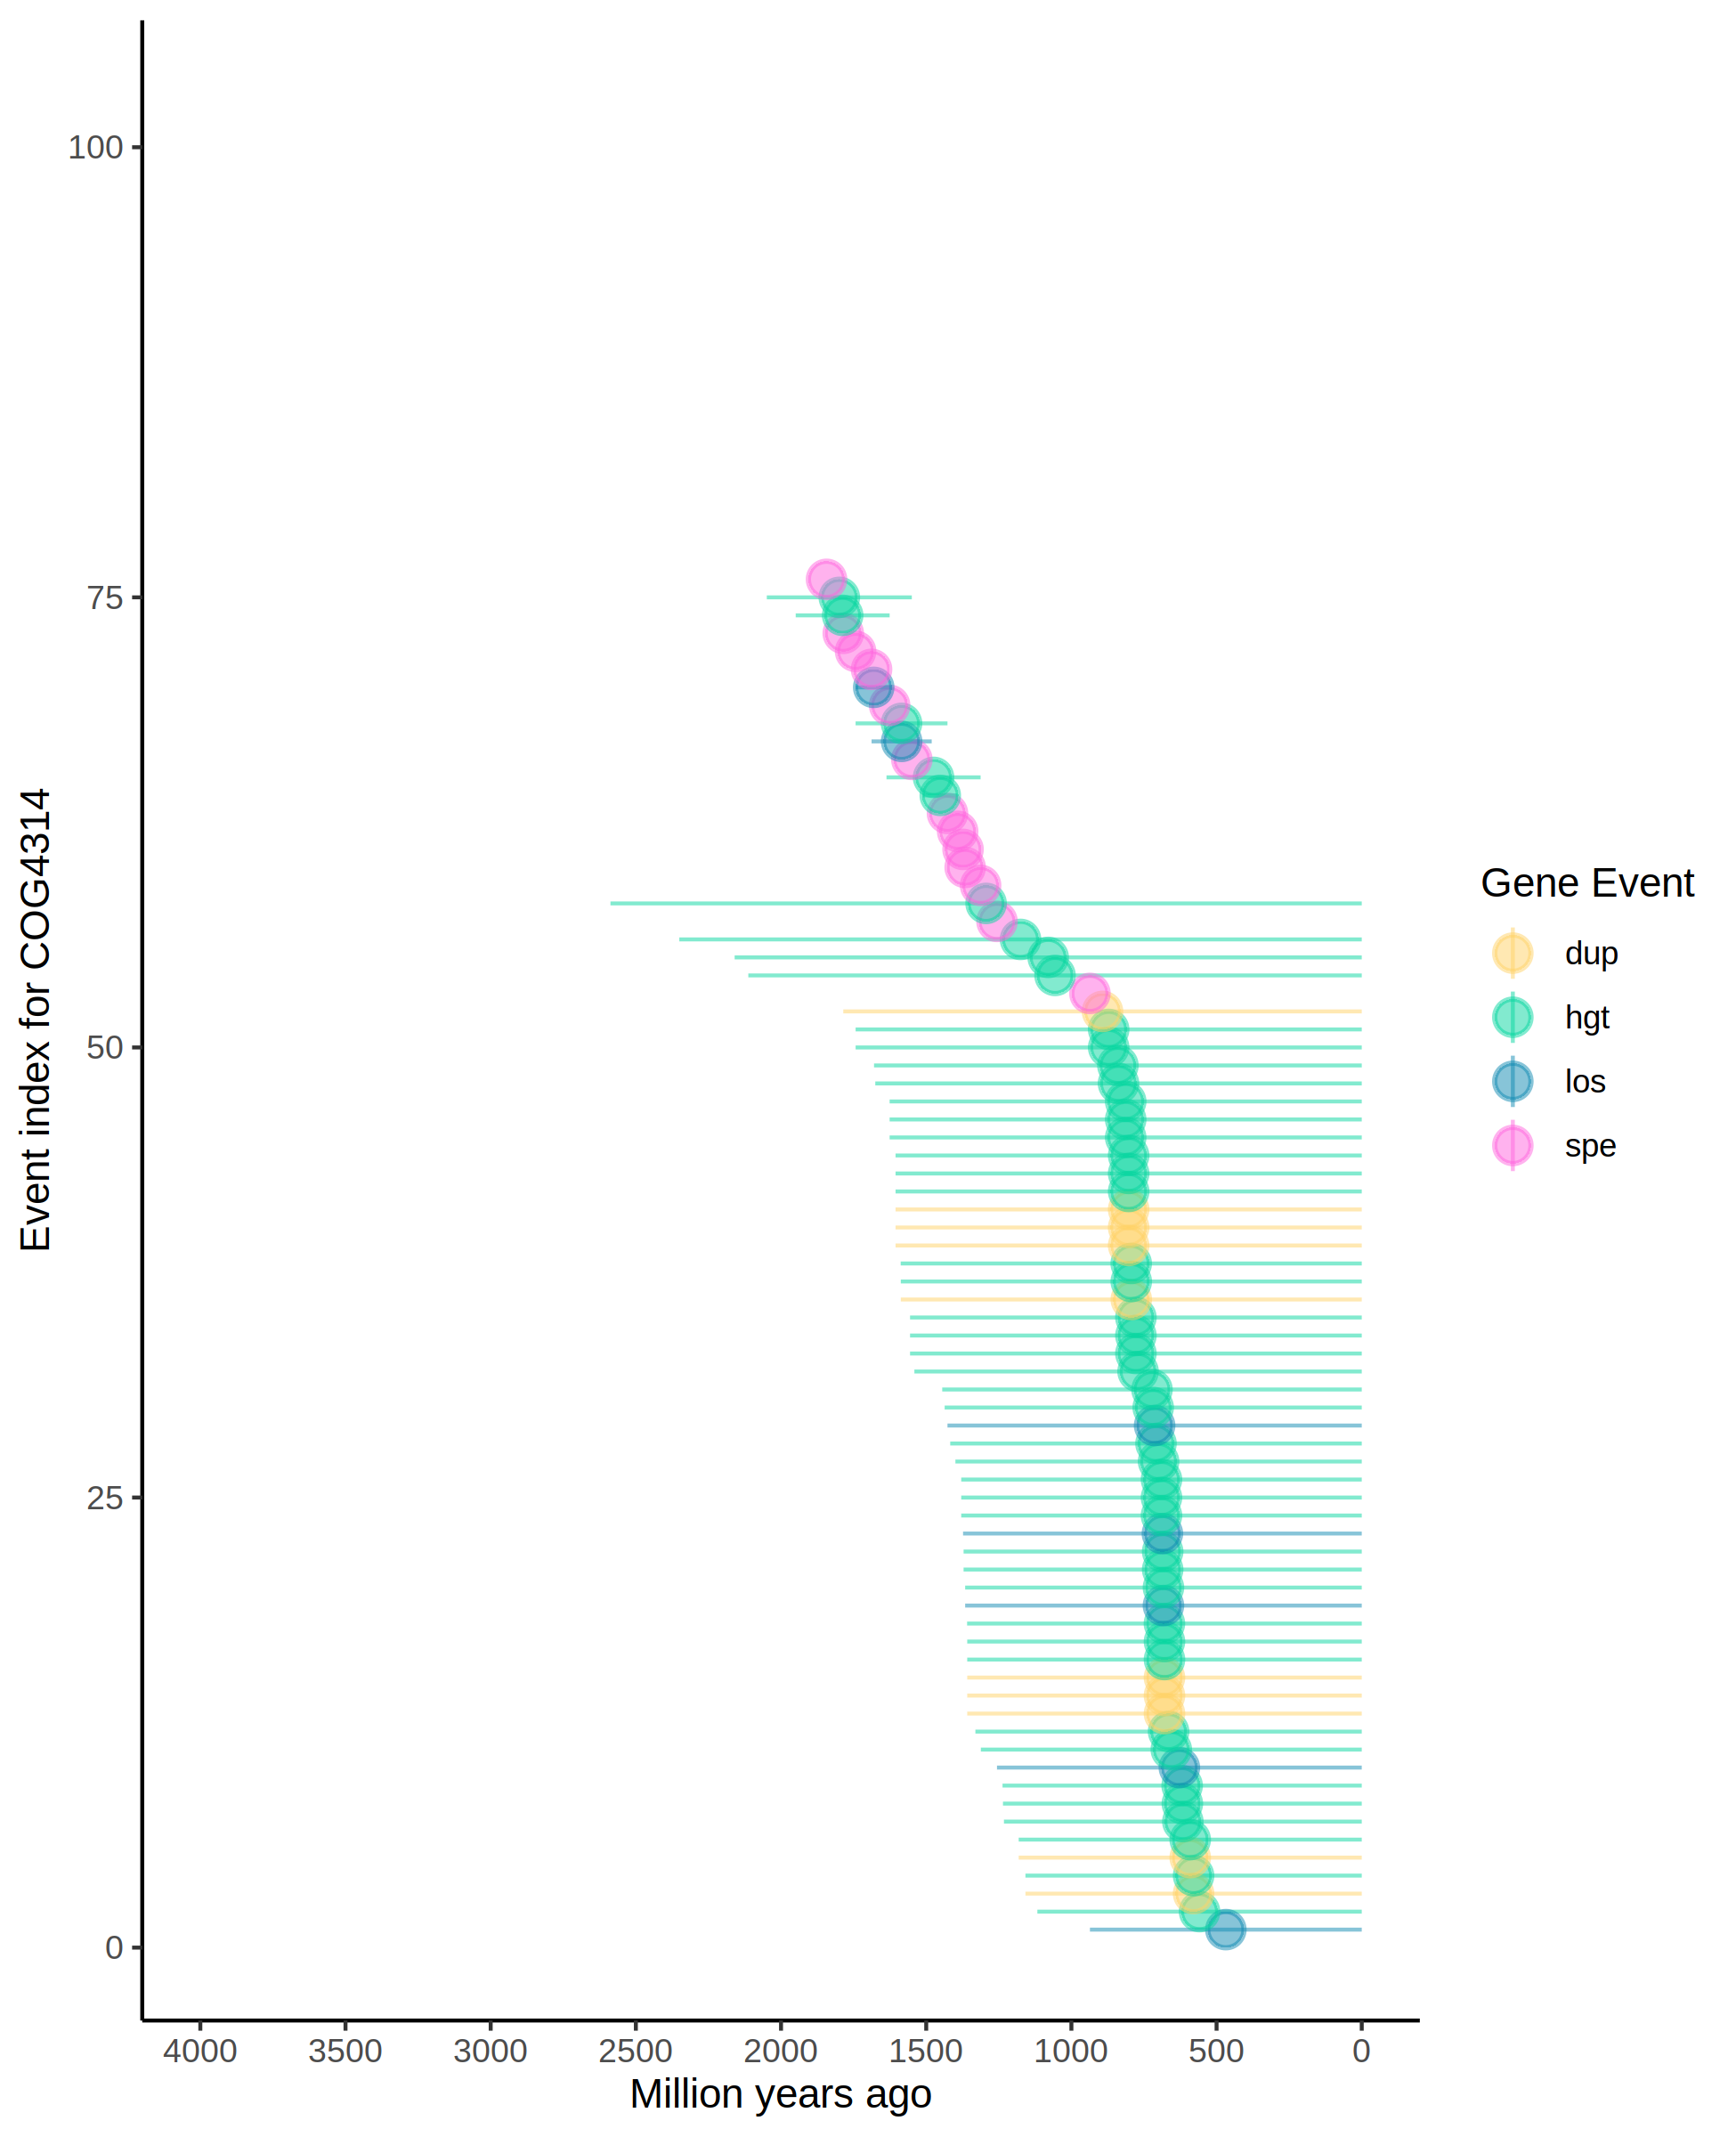 100
75
50
25
0
Event index for COG4314
4000 3500 3000 2500 2000 1500 1000 500 0
Million years ago
Gene Event
dup
hgt
los
spe